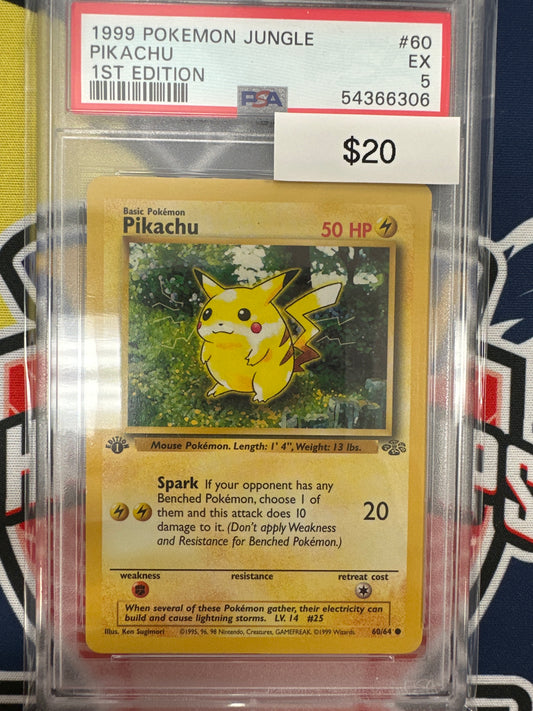 1999 POKEMON JUNGLE #60
PIKACHU EX
1ST EDITION 5
PSA 54366306
$20
Basic Pokémon
Pikachu 50 HP
EDITION 1
Mouse Pokémon. Length: 1' 4", Weight: 13 lbs.
Spark If your opponent has any
Benched Pokémon, choose 1 of
them and this attack does 10
damage to it. (Don't apply Weakness
and Resistance for Benched Pokémon.)
20
weakness resistance retreat cost
When several of these Pokémon gather, their electricity can
build and cause lightning storms. LV. 14 #25
Illus. Ken Sugimori ©1995, 96, 98 Nintendo, Creatures, GAMEFREAK. ©1999 Wizards. 60/64